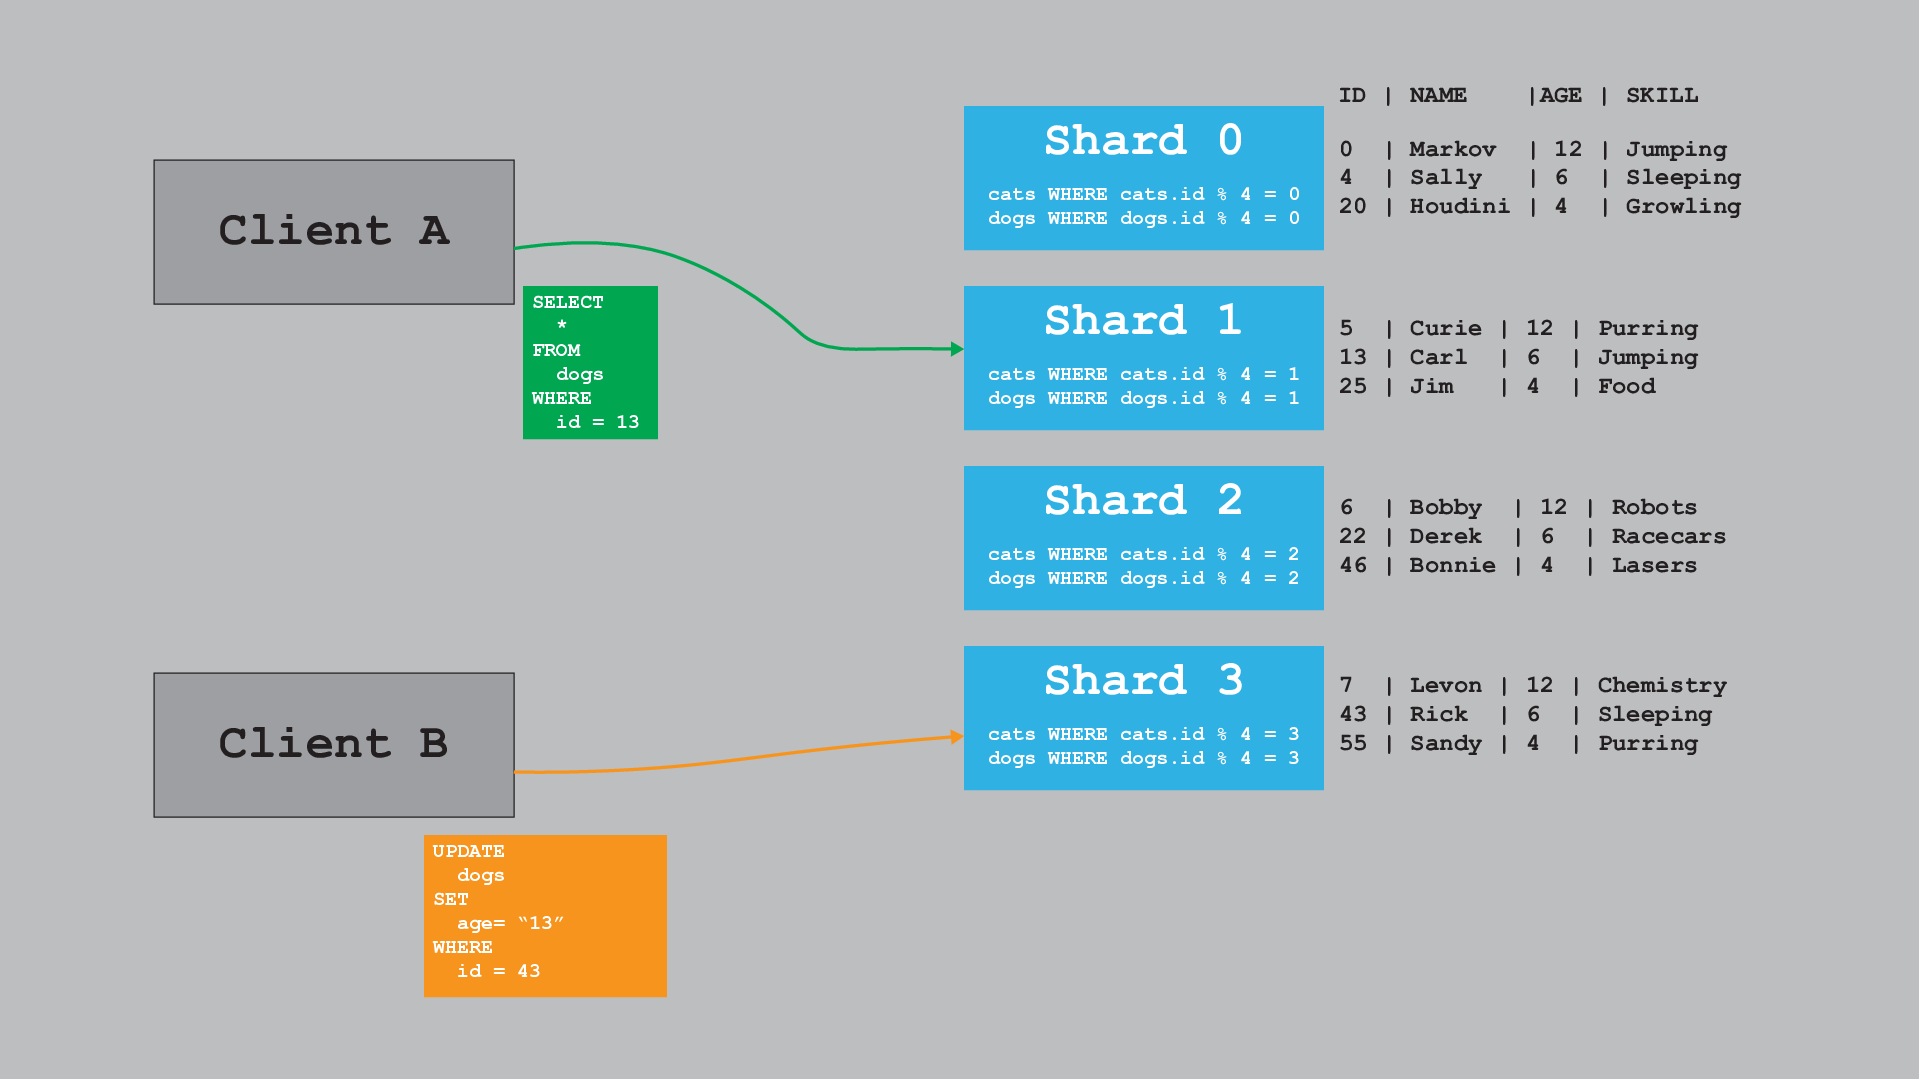 Client A
SELECT
*
FROM
dogs
WHERE
id = 13
Client B
UPDATE
dogs
SET
age= “13”
WHERE
id = 43
Shard 0
cats WHERE cats.id % 4 = 0
dogs WHERE dogs.id % 4 = 0
Shard 1
cats WHERE cats.id % 4 = 1
dogs WHERE dogs.id % 4 = 1
Shard 2
cats WHERE cats.id % 4 = 2
dogs WHERE dogs.id % 4 = 2
Shard 3
cats WHERE cats.id % 4 = 3
dogs WHERE dogs.id % 4 = 3
ID | NAME |AGE | SKILL
0 | Markov | 12 | Jumping
4 | Sally | 6 | Sleeping
20 | Houdini | 4 | Growling
5 | Curie | 12 | Purring
13 | Carl | 6 | Jumping
25 | Jim | 4 | Food
6 | Bobby | 12 | Robots
22 | Derek | 6 | Racecars
46 | Bonnie | 4 | Lasers
7 | Levon | 12 | Chemistry
43 | Rick | 6 | Sleeping
55 | Sandy | 4 | Purring